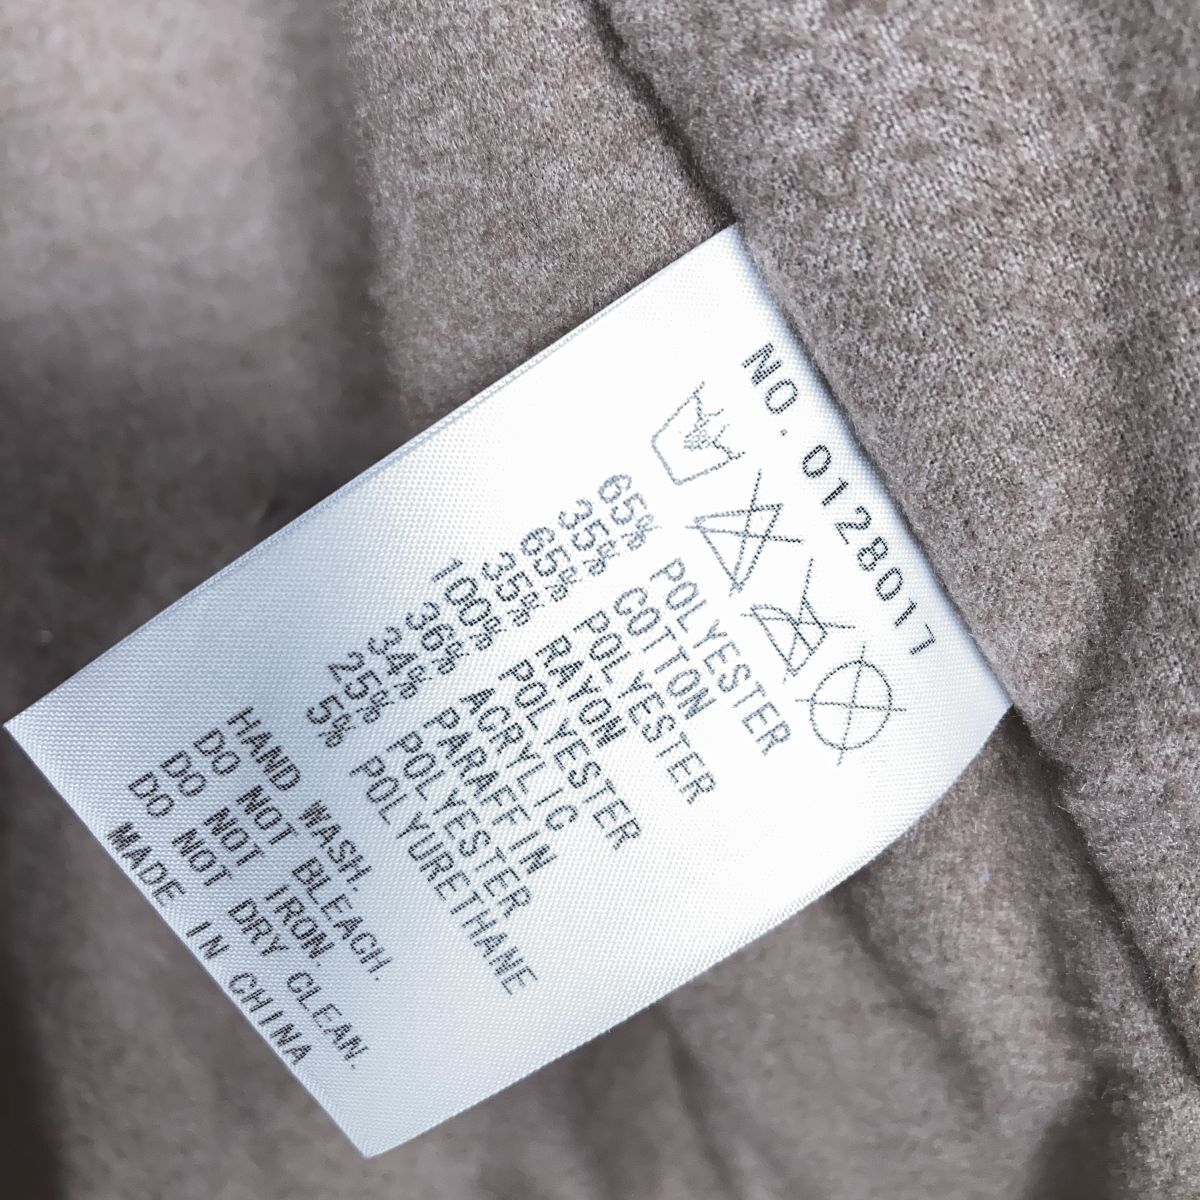 NO. 0128017
65% POLYESTER
35% COTTON
65% POLYESTER
35% RAYON
100% POLYESTER
36% ACRYLIC
34% PARAFFIN
25% POLYESTER
5% POLYURETHANE
HAND WASH.
DO NOT BLEACH.
DO NOT IRON.
DO NOT DRY CLEAN.
MADE IN CHINA